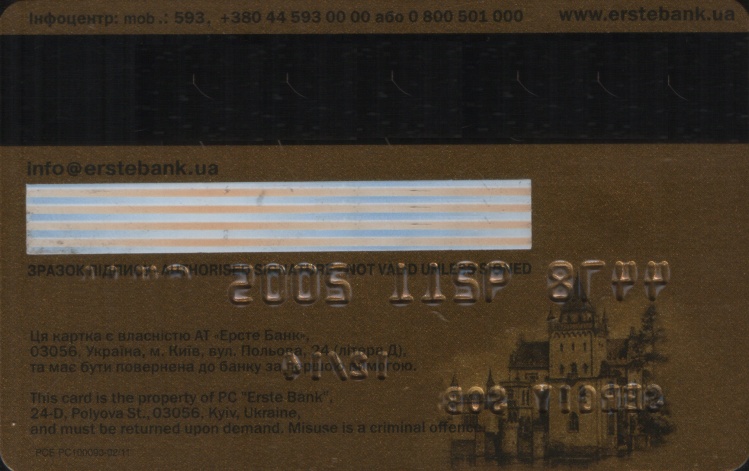 Інфоцентр: mob .: 593, +380 44 593 00 00 або 0 800 501 000
www.erstebank.ua
info@erstebank.ua
ЗРАЗОК ПІДПИСУ AUTHORISED SIGNATURE NOT VALID UNLESS SIGNED
Ця картка є власністю АТ «Ерсте Банк»,
03056, Україна, м. Київ, вул. Польова, 24 (літера Д),
та має бути повернена до банку за першою вимогою.
This card is the property of PC "Erste Bank",
24-D, Polyova St., 03056, Kyiv, Ukraine,
and must be returned upon demand. Misuse is a criminal offence.